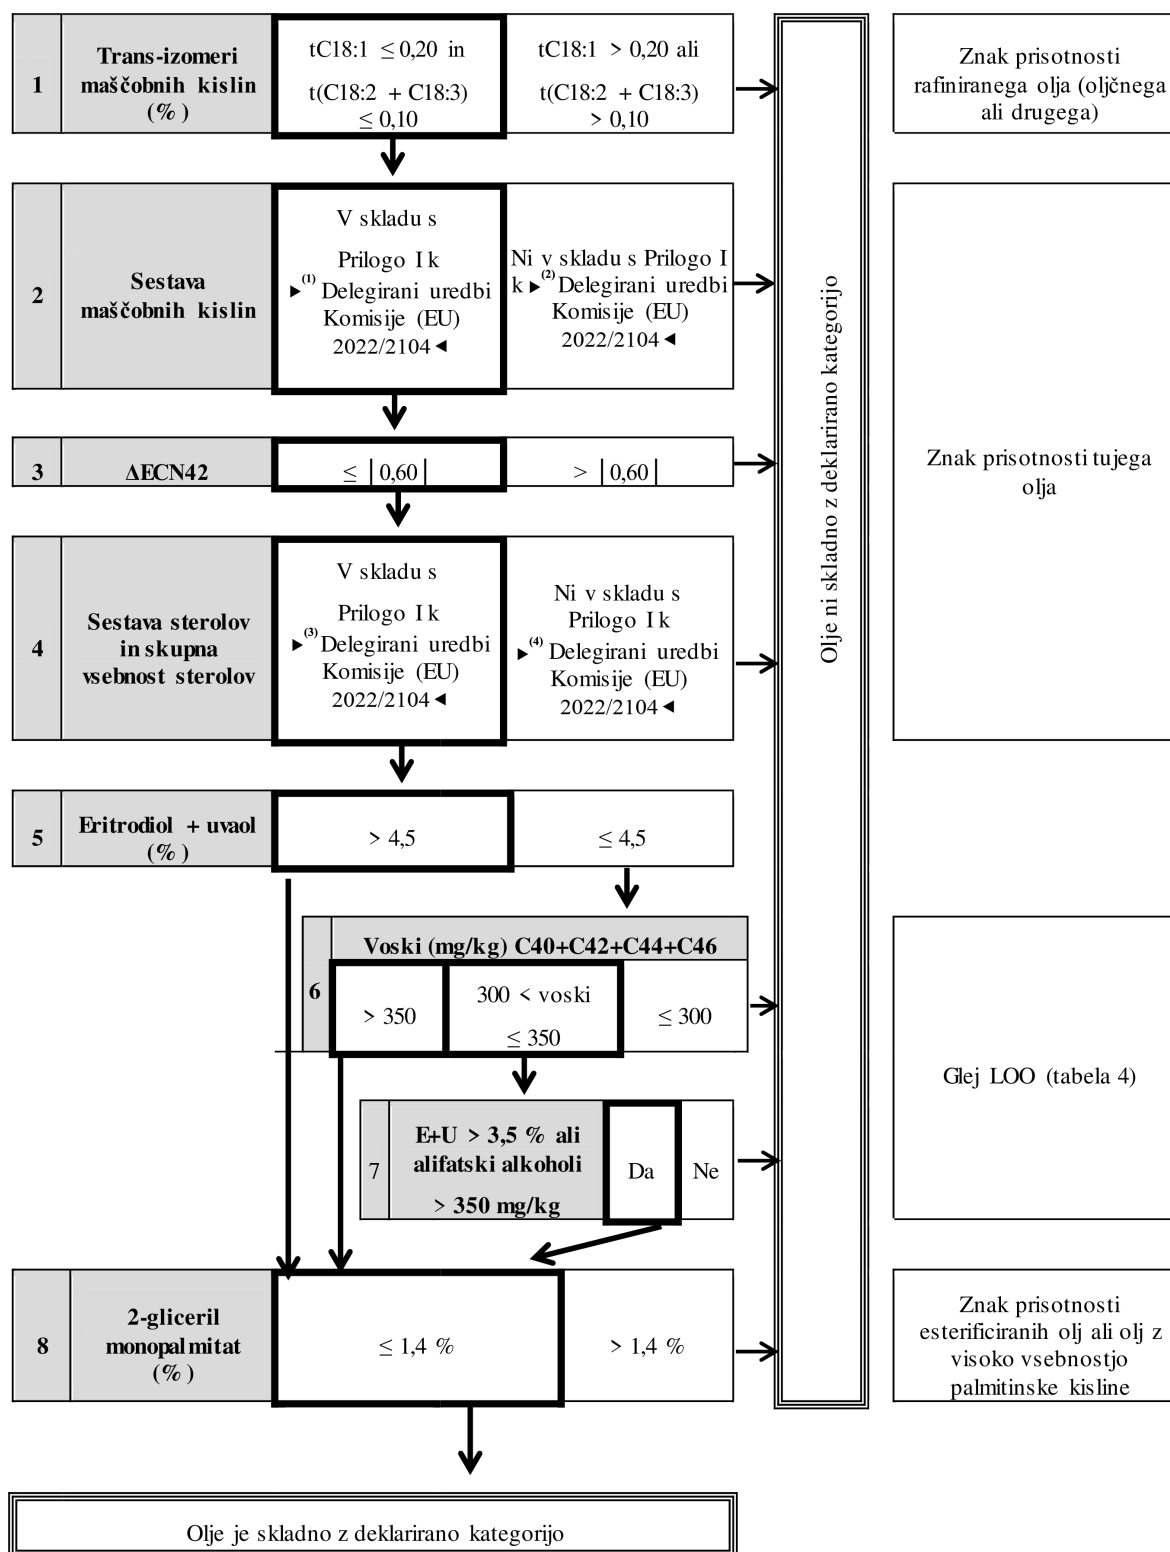 1
Trans-izomeri
maščobnih kislin
(%)
tC18:1 ≤ 0,20 in
t(C18:2 + C18:3)
≤ 0,10
tC18:1 > 0,20 ali
t(C18:2 + C18:3)
> 0,10
Znak prisotnosti
rafiniranega olja (oljčnega
ali drugega)
2
Sestava
maščobnih kislin
V skladu s
Prilogo I k
►(1) Delegirani uredbi
Komisije (EU)
2022/2104 ◄
Ni v skladu s Prilogo I
k ►(2) Delegirani uredbi
Komisije (EU)
2022/2104 ◄
3
ΔECN42
≤ |0,60|
> |0,60|
Znak prisotnosti tujega
olja
4
Sestava sterolov
in skupna
vsebnost sterolov
V skladu s
Prilogo I k
►(3) Delegirani uredbi
Komisije (EU)
2022/2104 ◄
Ni v skladu s
Prilogo I k
►(4) Delegirani uredbi
Komisije (EU)
2022/2104 ◄
Olje ni skladno z deklarirano kategorijo
5
Eritrodiol + uvaol
(%)
> 4,5
≤ 4,5
6
Voski (mg/kg) C40+C42+C44+C46
> 350
300 < voski
≤ 350
≤ 300
Glej LOO (tabela 4)
7
E+U > 3,5 % ali
alifatski alkoholi
> 350 mg/kg
Da
Ne
8
2-gliceril
monopalmitat
(%)
≤ 1,4 %
> 1,4 %
Znak prisotnosti
esterificiranih olj ali olj z
visoko vsebnostjo
palmitinske kisline
Olje je skladno z deklarirano kategorijo